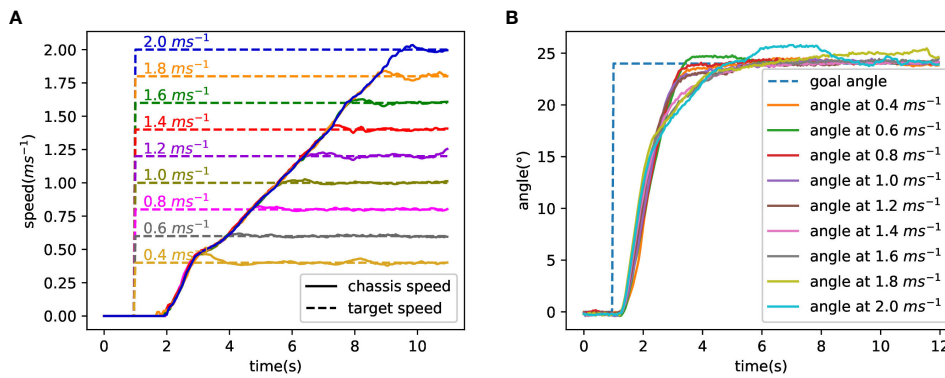 A
2.00
1.75
1.50
1.25
1.00
0.75
0.50
0.25
0.00
speed(ms⁻¹)
2.0 ms⁻¹
1.8 ms⁻¹
1.6 ms⁻¹
1.4 ms⁻¹
1.2 ms⁻¹
1.0 ms⁻¹
0.8 ms⁻¹
0.6 ms⁻¹
0.4 ms⁻¹
chassis speed
target speed
0 2 4 6 8 10
time(s)
B
25
20
15
10
5
0
angle(°)
goal angle
angle at 0.4 ms⁻¹
angle at 0.6 ms⁻¹
angle at 0.8 ms⁻¹
angle at 1.0 ms⁻¹
angle at 1.2 ms⁻¹
angle at 1.4 ms⁻¹
angle at 1.6 ms⁻¹
angle at 1.8 ms⁻¹
angle at 2.0 ms⁻¹
0 2 4 6 8 10 12
time(s)